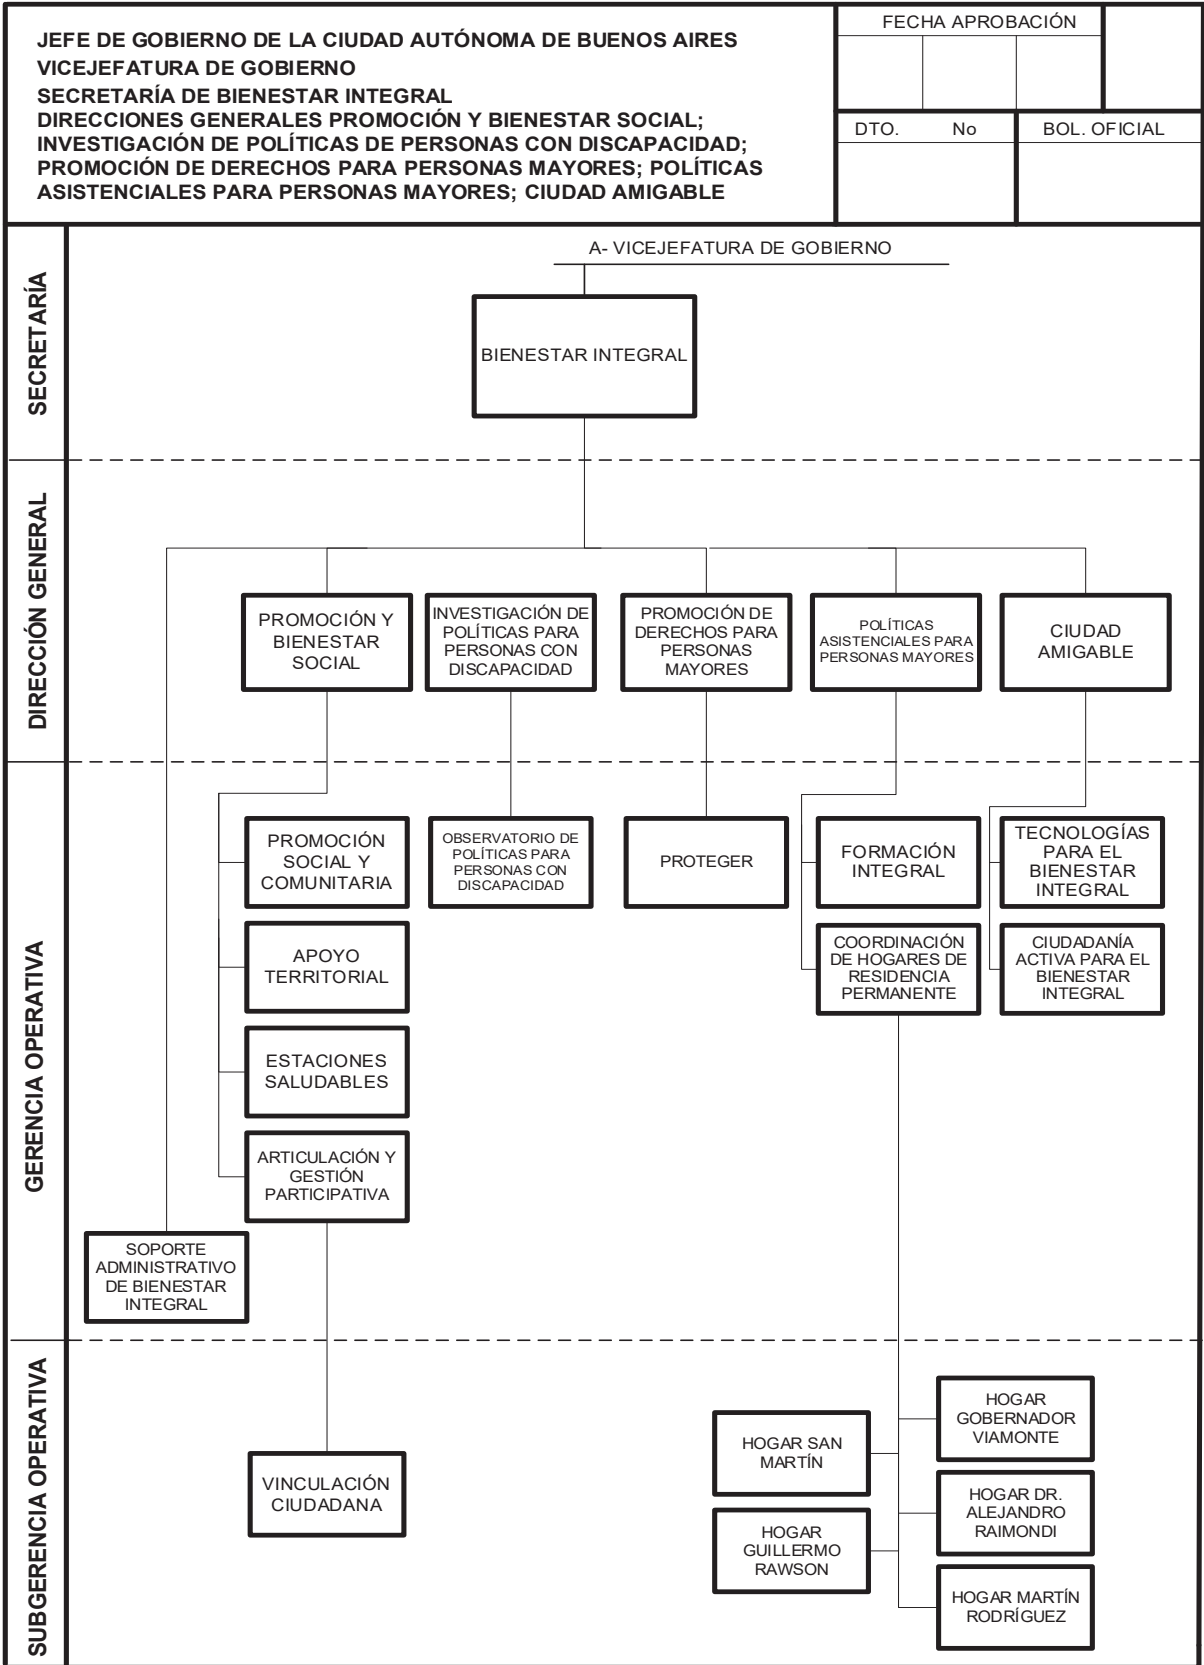 JEFE DE GOBIERNO DE LA CIUDAD AUTÓNOMA DE BUENOS AIRES
VICEJEFATURA DE GOBIERNO
SECRETARÍA DE BIENESTAR INTEGRAL
DIRECCIONES GENERALES PROMOCIÓN Y BIENESTAR SOCIAL;
INVESTIGACIÓN DE POLÍTICAS DE PERSONAS CON DISCAPACIDAD;
PROMOCIÓN DE DERECHOS PARA PERSONAS MAYORES; POLÍTICAS
ASISTENCIALES PARA PERSONAS MAYORES; CIUDAD AMIGABLE
FECHA APROBACIÓN
DTO. No
BOL. OFICIAL
SECRETARÍA
A- VICEJEFATURA DE GOBIERNO
BIENESTAR INTEGRAL
DIRECCIÓN GENERAL
PROMOCIÓN Y
BIENESTAR
SOCIAL
INVESTIGACIÓN DE
POLÍTICAS PARA
PERSONAS CON
DISCAPACIDAD
PROMOCIÓN DE
DERECHOS PARA
PERSONAS
MAYORES
POLÍTICAS
ASISTENCIALES PARA
PERSONAS MAYORES
CIUDAD
AMIGABLE
GERENCIA OPERATIVA
PROMOCIÓN
SOCIAL Y
COMUNITARIA
OBSERVATORIO DE
POLÍTICAS PARA
PERSONAS CON
DISCAPACIDAD
PROTEGER
FORMACIÓN
INTEGRAL
TECNOLOGÍAS
PARA EL
BIENESTAR
INTEGRAL
APOYO
TERRITORIAL
COORDINACIÓN
DE HOGARES DE
RESIDENCIA
PERMANENTE
CIUDADANÍA
ACTIVA PARA EL
BIENESTAR
INTEGRAL
ESTACIONES
SALUDABLES
ARTICULACIÓN Y
GESTIÓN
PARTICIPATIVA
SOPORTE
ADMINISTRATIVO
DE BIENESTAR
INTEGRAL
SUBGERENCIA OPERATIVA
VINCULACIÓN
CIUDADANA
HOGAR SAN
MARTÍN
HOGAR
GUILLERMO
RAWSON
HOGAR
GOBERNADOR
VIAMONTE
HOGAR DR.
ALEJANDRO
RAIMONDI
HOGAR MARTÍN
RODRÍGUEZ